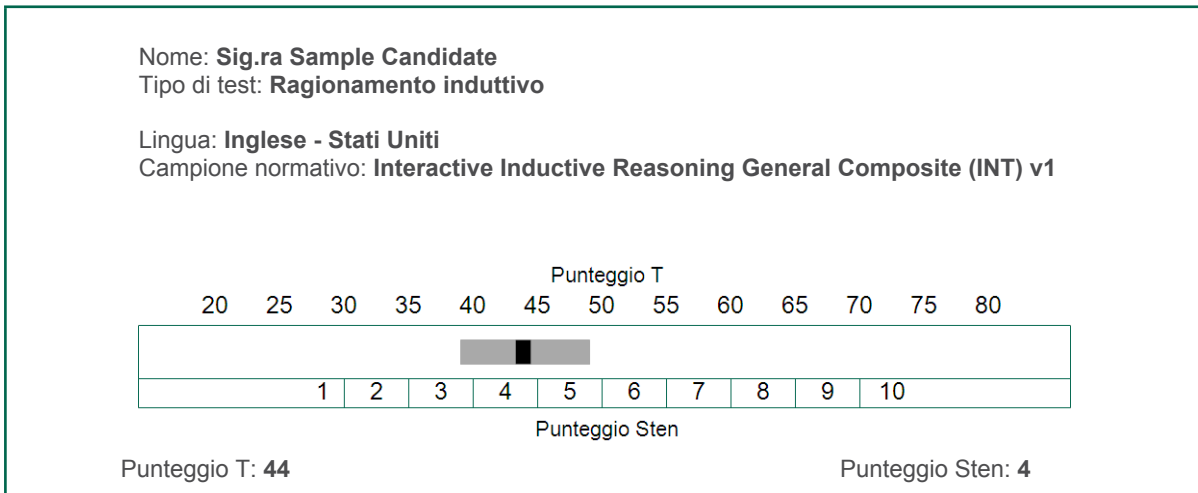 Nome: Sig.ra Sample Candidate
Tipo di test: Ragionamento induttivo
Lingua: Inglese - Stati Uniti
Campione normativo: Interactive Inductive Reasoning General Composite (INT) v1
Punteggio T
20 25 30 35 40 45 50 55 60 65 70 75 80
1 2 3 4 5 6 7 8 9 10
Punteggio Sten
Punteggio T: 44 Punteggio Sten: 4